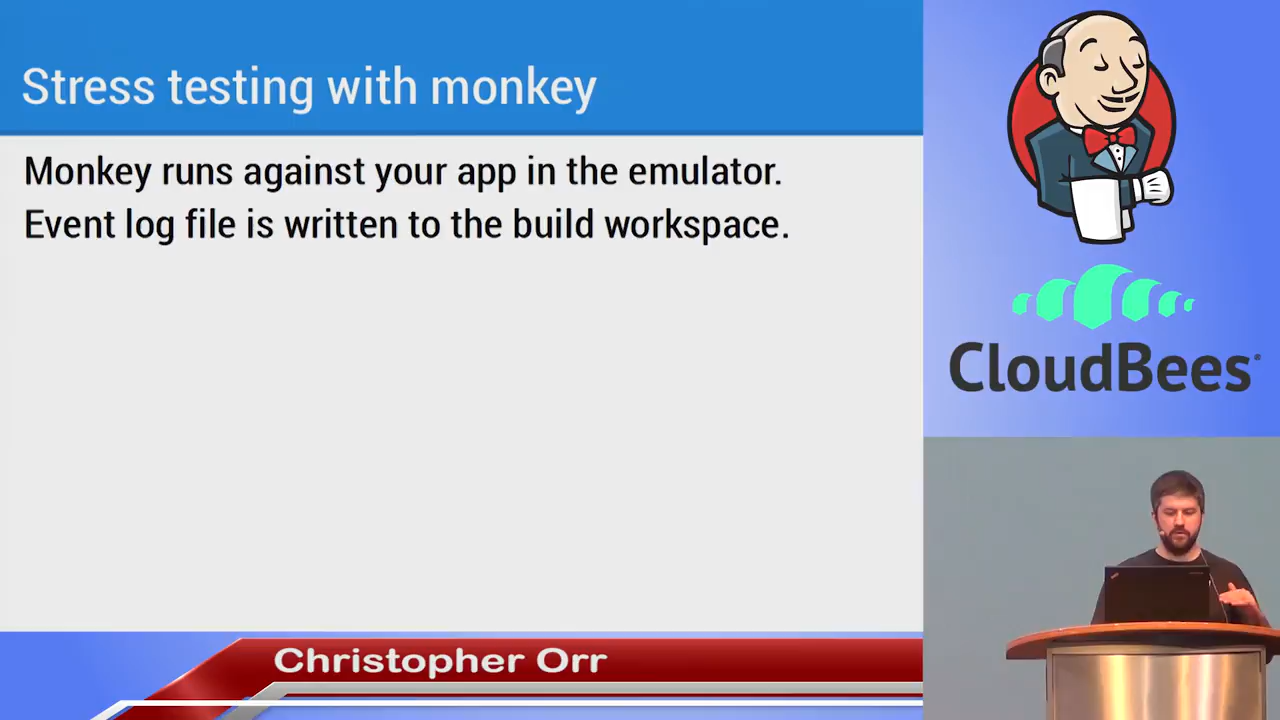 Stress testing with monkey
Monkey runs against your app in the emulator.
Event log file is written to the build workspace.
CloudBees
Christopher Orr